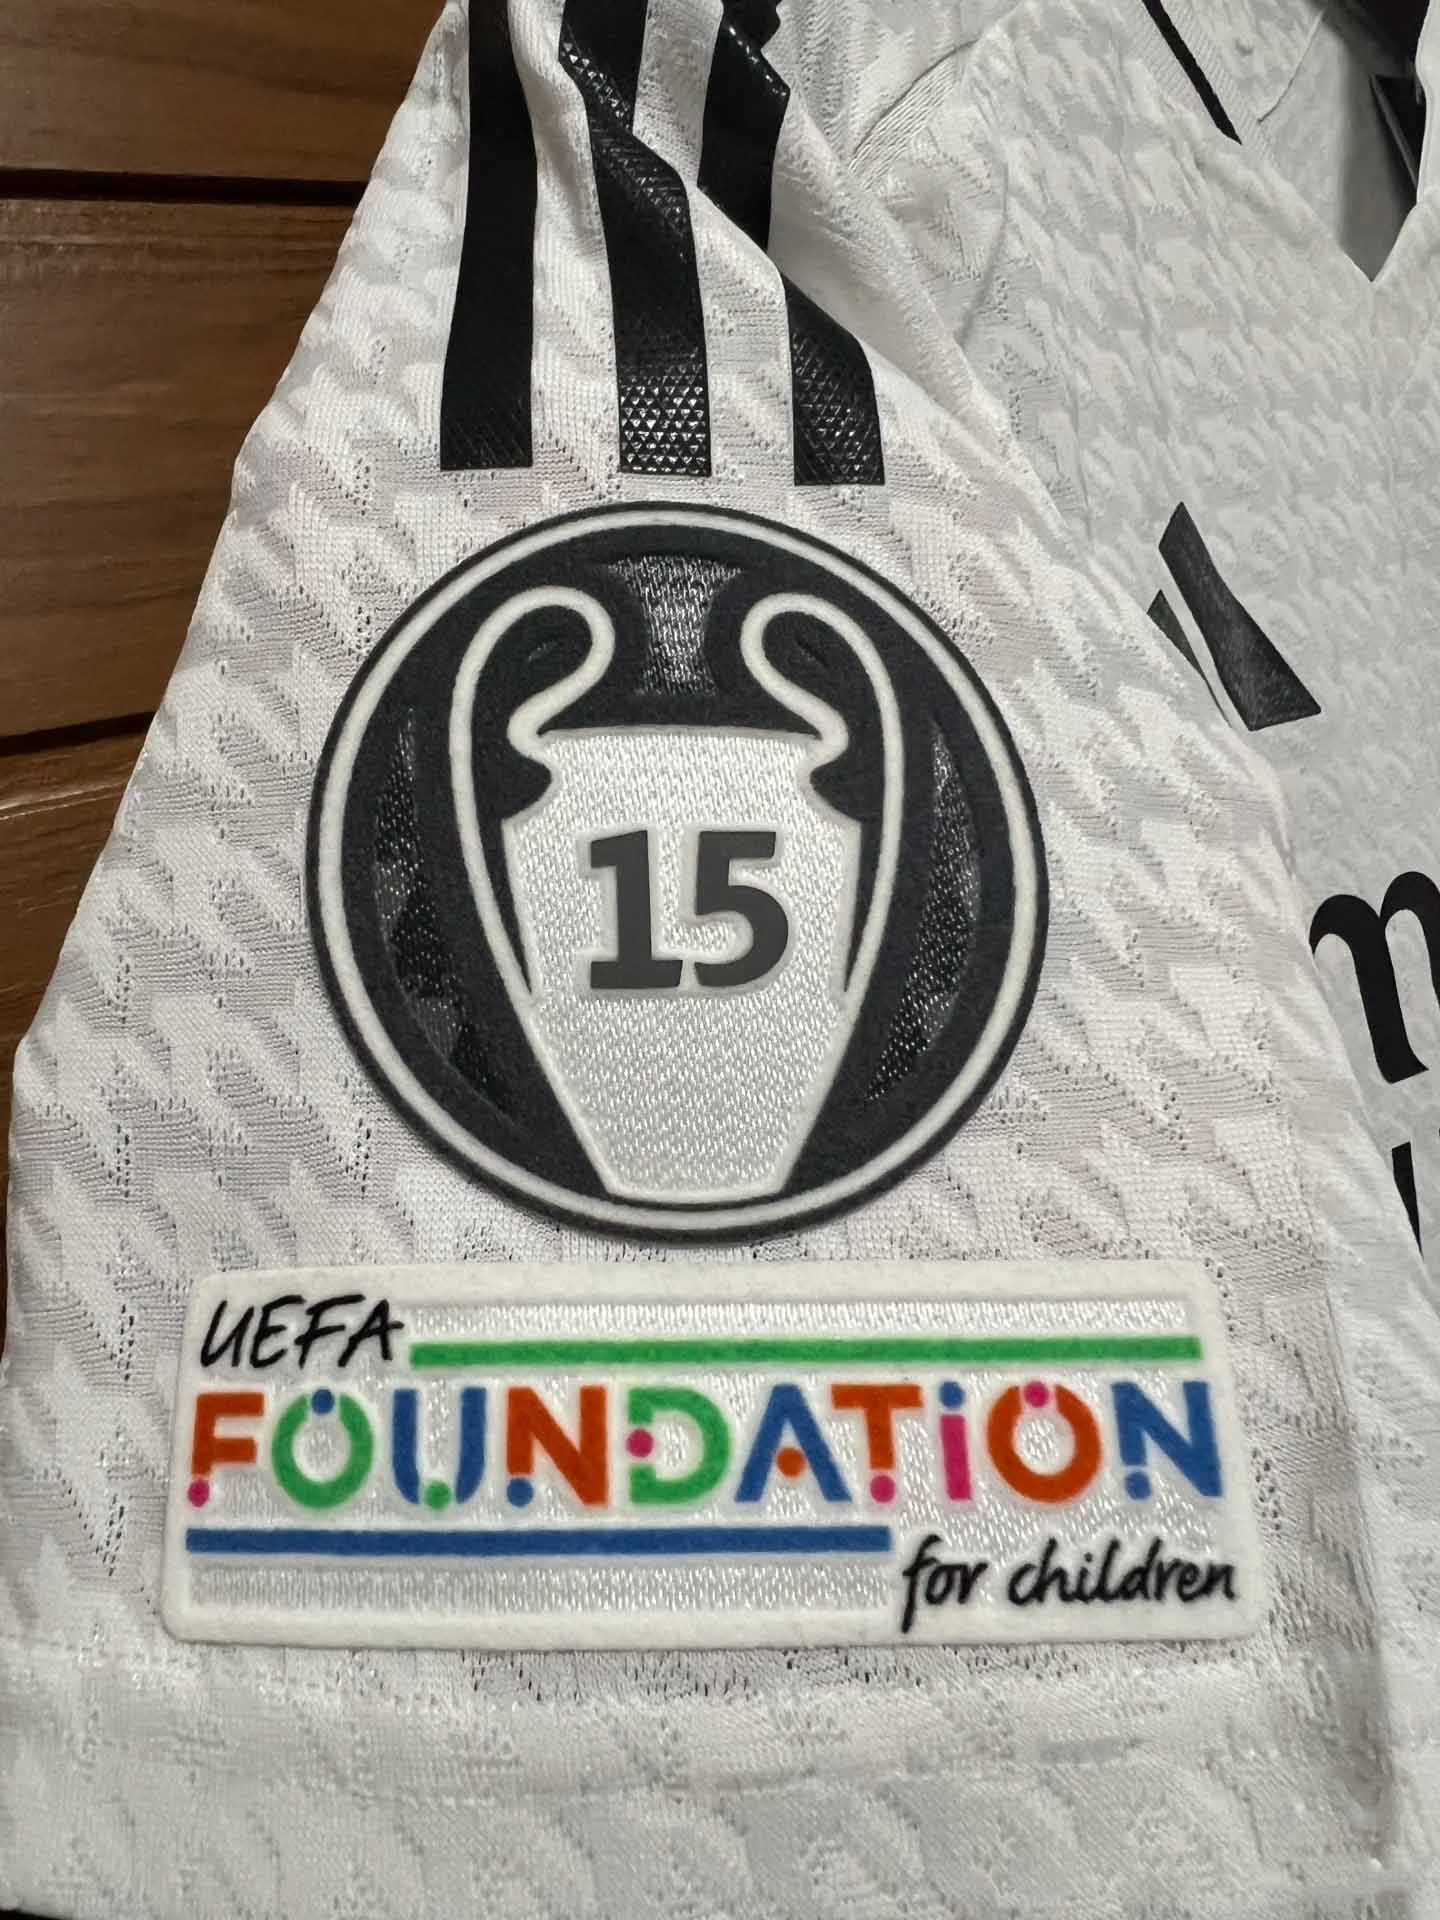 15
UEFA
FOUNDATION
for children